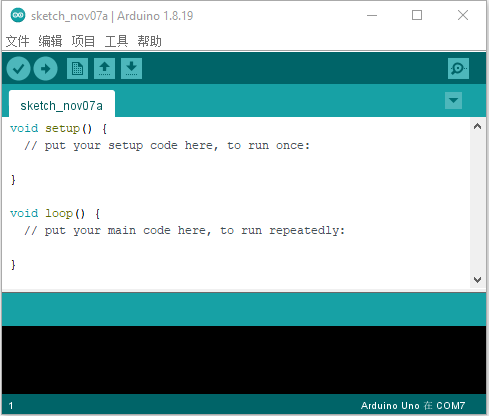 sketch_nov07a | Arduino 1.8.19
文件 编辑 项目 工具 帮助
sketch_nov07a
void setup() {
  // put your setup code here, to run once:
}
void loop() {
  // put your main code here, to run repeatedly:
}
1 Arduino Uno 在 COM7